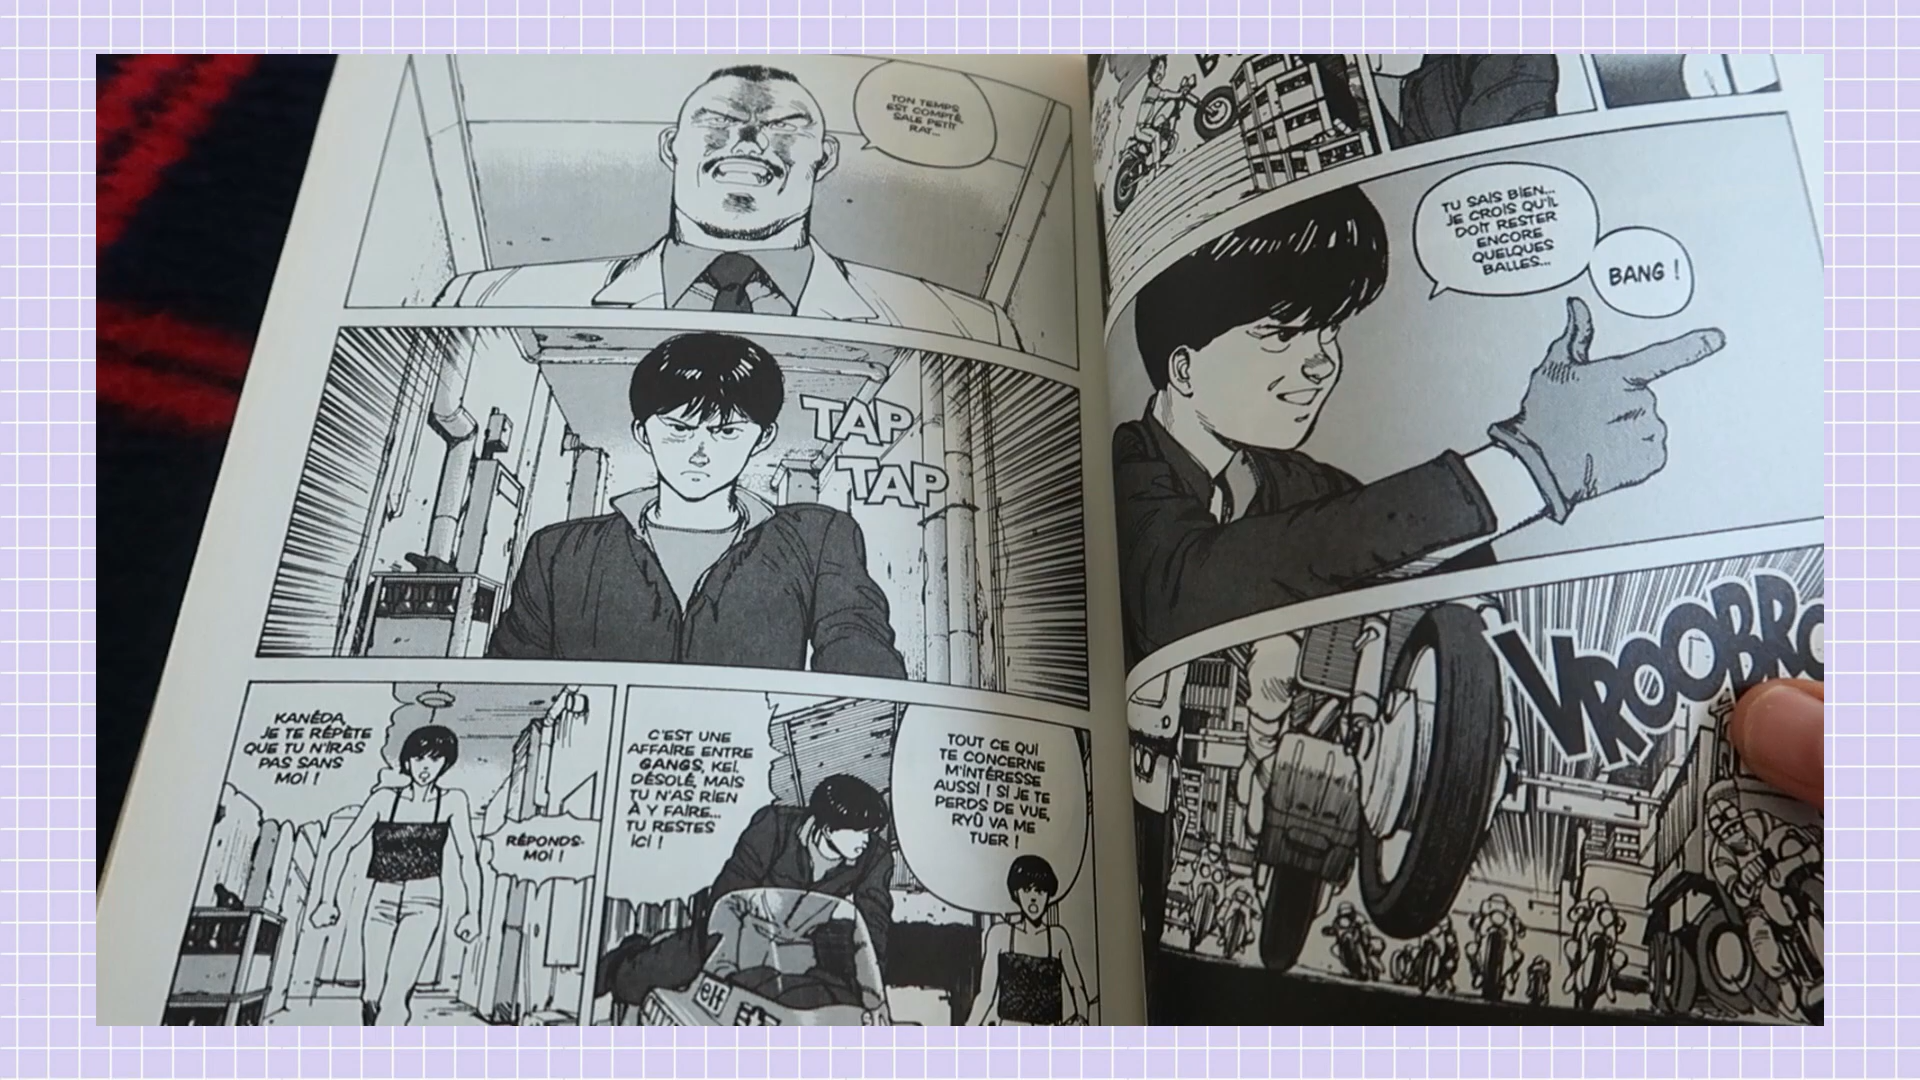 TON TEMPS
EST COMPTÉ,
SALE PETIT
RAT...
TAP
TAP
KANÉDA,
JE TE RÉPÈTE
QUE TU N'IRAS
PAS SANS
MOI !
RÉPONDS-
MOI !
C'EST UNE
AFFAIRE ENTRE
GANGS, KEI.
DÉSOLÉ, MAIS
TU N'AS RIEN
À Y FAIRE...
TU RESTES
ICI !
TOUT CE QUI
TE CONCERNE
M'INTÉRESSE
AUSSI ! SI JE TE
PERDS DE VUE,
RYÛ VA ME
TUER !
elf
TU SAIS BIEN...
JE CROIS QU'IL
DOIT RESTER
ENCORE
QUELQUES
BALLES...
BANG !
VROOBRO